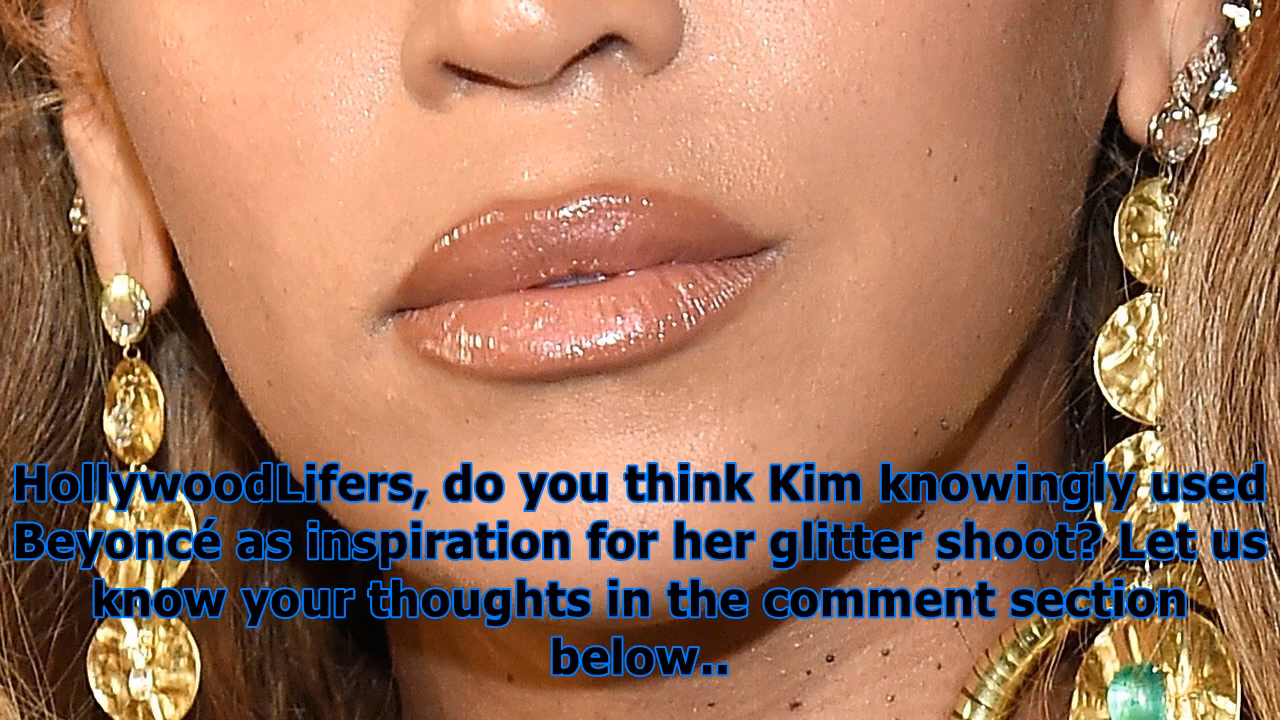 HollywoodLifers, do you think Kim knowingly used
Beyoncé as inspiration for her glitter shoot? Let us
know your thoughts in the comment section
below..